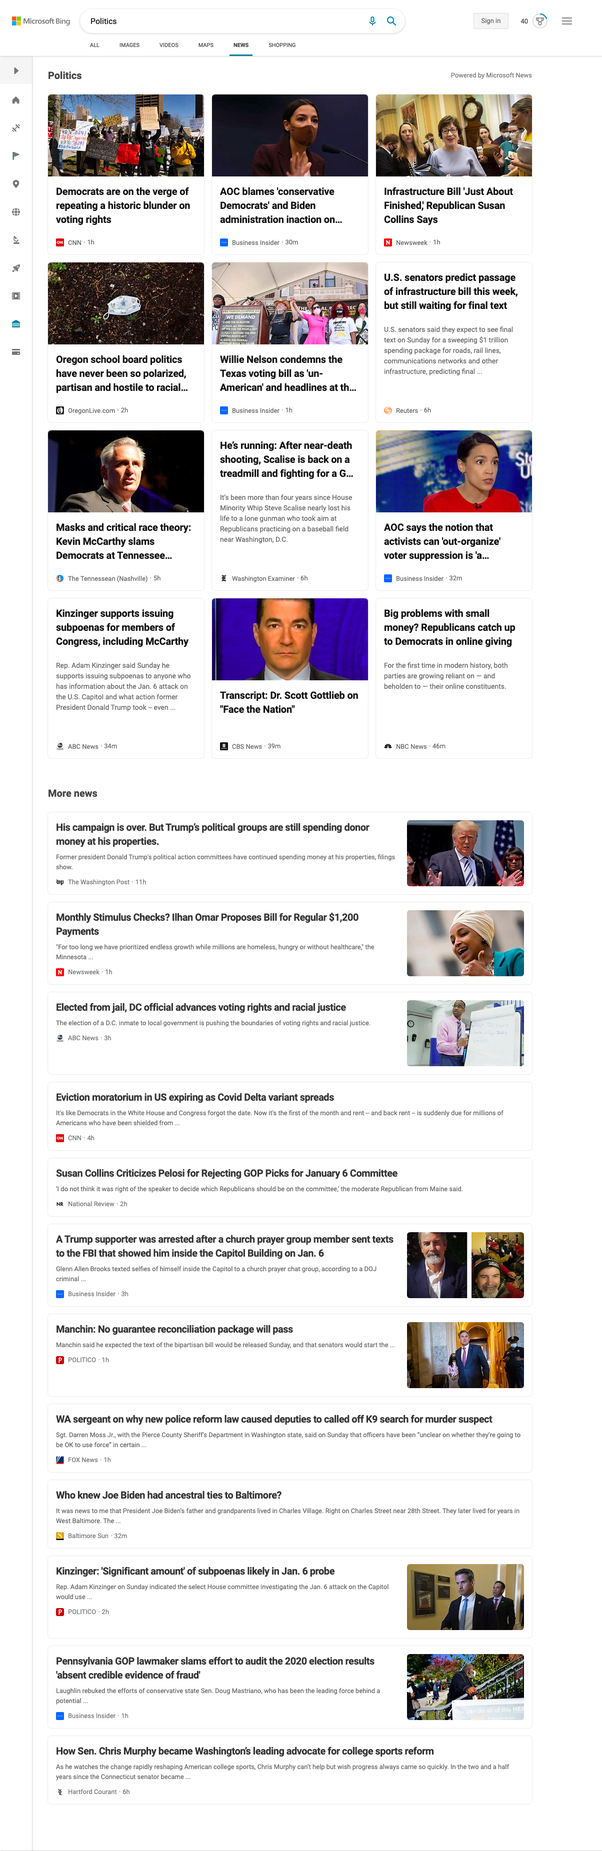 Microsoft Bing
Politics
Sign in
40
ALL
IMAGES
VIDEOS
MAPS
NEWS
SHOPPING
Politics
Powered by Microsoft News
Democrats are on the verge of
repeating a historic blunder on
voting rights
CNN · 1h
AOC blames 'conservative
Democrats' and Biden
administration inaction on...
Business Insider · 30m
Infrastructure Bill 'Just About
Finished,' Republican Susan
Collins Says
Newsweek · 1h
Oregon school board politics
have never been so polarized,
partisan and hostile to racial...
OregonLive.com · 2h
WE DEMAND
Willie Nelson condemns the
Texas voting bill as 'un-
American' and headlines at th...
Business Insider · 1h
U.S. senators predict passage
of infrastructure bill this week,
but still waiting for final text
U.S. senators said they expect to see final
text on Sunday for a sweeping $1 trillion
spending package for roads, rail lines,
communications networks and other
infrastructure, predicting final ...
Reuters · 6h
Masks and critical race theory:
Kevin McCarthy slams
Democrats at Tennessee...
The Tennessean (Nashville) · 5h
He's running: After near-death
shooting, Scalise is back on a
treadmill and fighting for a G...
It's been more than four years since House
Minority Whip Steve Scalise nearly lost his
life to a lone gunman who took aim at
Republicans practicing on a baseball field
near Washington, D.C.
Washington Examiner · 6h
AOC says the notion that
activists can 'out-organize'
voter suppression is 'a...
Business Insider · 32m
Kinzinger supports issuing
subpoenas for members of
Congress, including McCarthy
Rep. Adam Kinzinger said Sunday he
supports issuing subpoenas to anyone who
has information about the Jan. 6 attack on
the U.S. Capitol and what action former
President Donald Trump took -- even ...
ABC News · 34m
Transcript: Dr. Scott Gottlieb on
"Face the Nation"
CBS News · 39m
Big problems with small
money? Republicans catch up
to Democrats in online giving
For the first time in modern history, both
parties are growing reliant on — and
beholden to — their online constituents.
NBC News · 46m
More news
His campaign is over. But Trump's political groups are still spending donor
money at his properties.
Former president Donald Trump's political action committees have continued spending money at his properties, filings
show.
The Washington Post · 11h
Monthly Stimulus Checks? Ilhan Omar Proposes Bill for Regular $1,200
Payments
"For too long we have prioritized endless growth while millions are homeless, hungry or without healthcare," the
Minnesota ...
Newsweek · 1h
Elected from jail, DC official advances voting rights and racial justice
The election of a D.C. inmate to local government is pushing the boundaries of voting rights and racial justice.
ABC News · 3h
Eviction moratorium in US expiring as Covid Delta variant spreads
It's like Democrats in the White House and Congress forgot the date. Now it's the first of the month and rent -- and back rent -- is suddenly due for millions of
Americans who have been shielded from ...
CNN · 4h
Susan Collins Criticizes Pelosi for Rejecting GOP Picks for January 6 Committee
'I do not think it was right of the speaker to decide which Republicans should be on the committee,' the moderate Republican from Maine said.
National Review · 2h
A Trump supporter was arrested after a church prayer group member sent texts
to the FBI that showed him inside the Capitol Building on Jan. 6
Glenn Allen Brooks texted selfies of himself inside the Capitol to a church prayer chat group, according to a DOJ
criminal ...
Business Insider · 3h
Manchin: No guarantee reconciliation package will pass
Manchin said he expected the text of the bipartisan bill would be released Sunday, and that senators would start the ...
POLITICO · 1h
WA sergeant on why new police reform law caused deputies to called off K9 search for murder suspect
Sgt. Darren Moss Jr., with the Pierce County Sheriff's Department in Washington state, said on Sunday that officers have been "unclear on whether they're going to
be OK to use force" in certain ...
FOX News · 1h
Who knew Joe Biden had ancestral ties to Baltimore?
It was news to me that President Joe Biden's father and grandparents lived in Charles Village. Right on Charles Street near 28th Street. They later lived for years in
West Baltimore. The ...
Baltimore Sun · 32m
Kinzinger: 'Significant amount' of subpoenas likely in Jan. 6 probe
Rep. Adam Kinzinger on Sunday indicated the select House committee investigating the Jan. 6 attack on the Capitol
would use ...
POLITICO · 2h
Pennsylvania GOP lawmaker slams effort to audit the 2020 election results
'absent credible evidence of fraud'
Laughlin rebuked the efforts of conservative state Sen. Doug Mastriano, who has been the leading force behind a
potential ...
Business Insider · 1h
How Sen. Chris Murphy became Washington's leading advocate for college sports reform
As he watches the change rapidly reshaping American college sports, Chris Murphy can't help but wish progress always came so quickly. In the two and a half
years since the Connecticut senator became ...
Hartford Courant · 6h